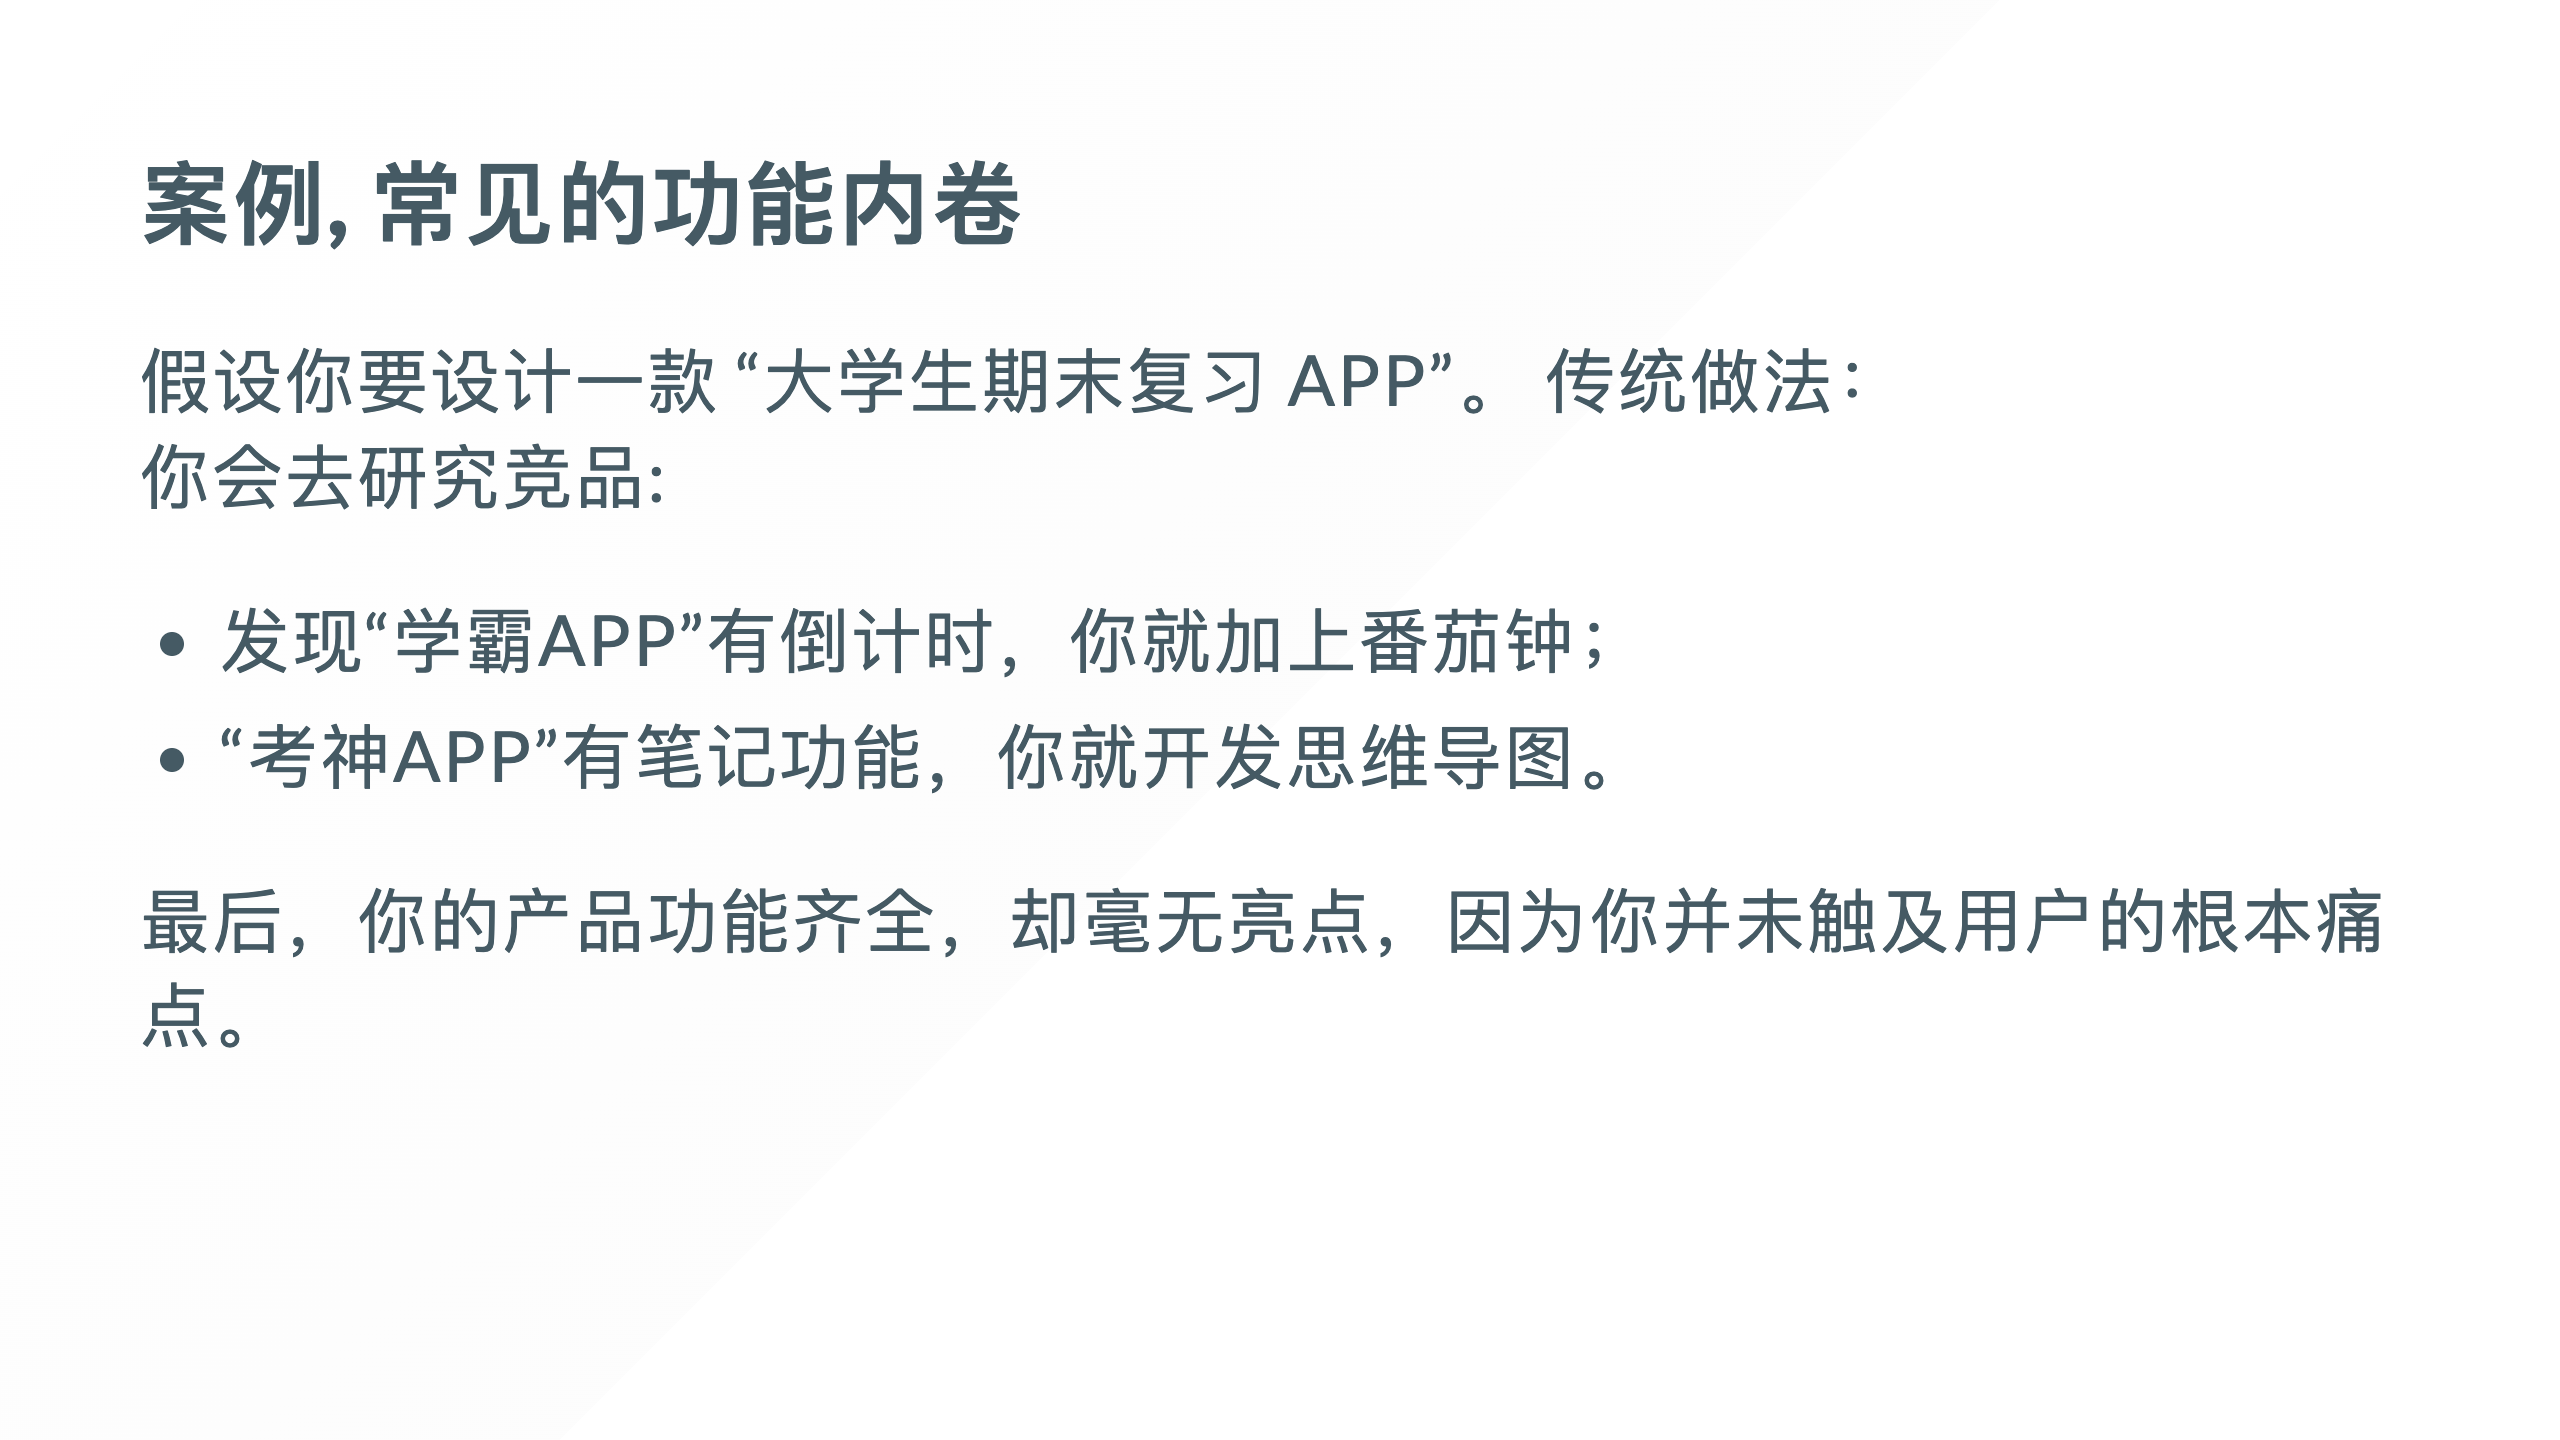 案例, 常见的功能内卷
假设你要设计一款 “大学生期末复习 APP”。 传统做法：
你会去研究竞品:
• 发现“学霸APP”有倒计时，你就加上番茄钟；
• “考神APP”有笔记功能，你就开发思维导图。
最后，你的产品功能齐全，却毫无亮点，因为你并未触及用户的根本痛
点。